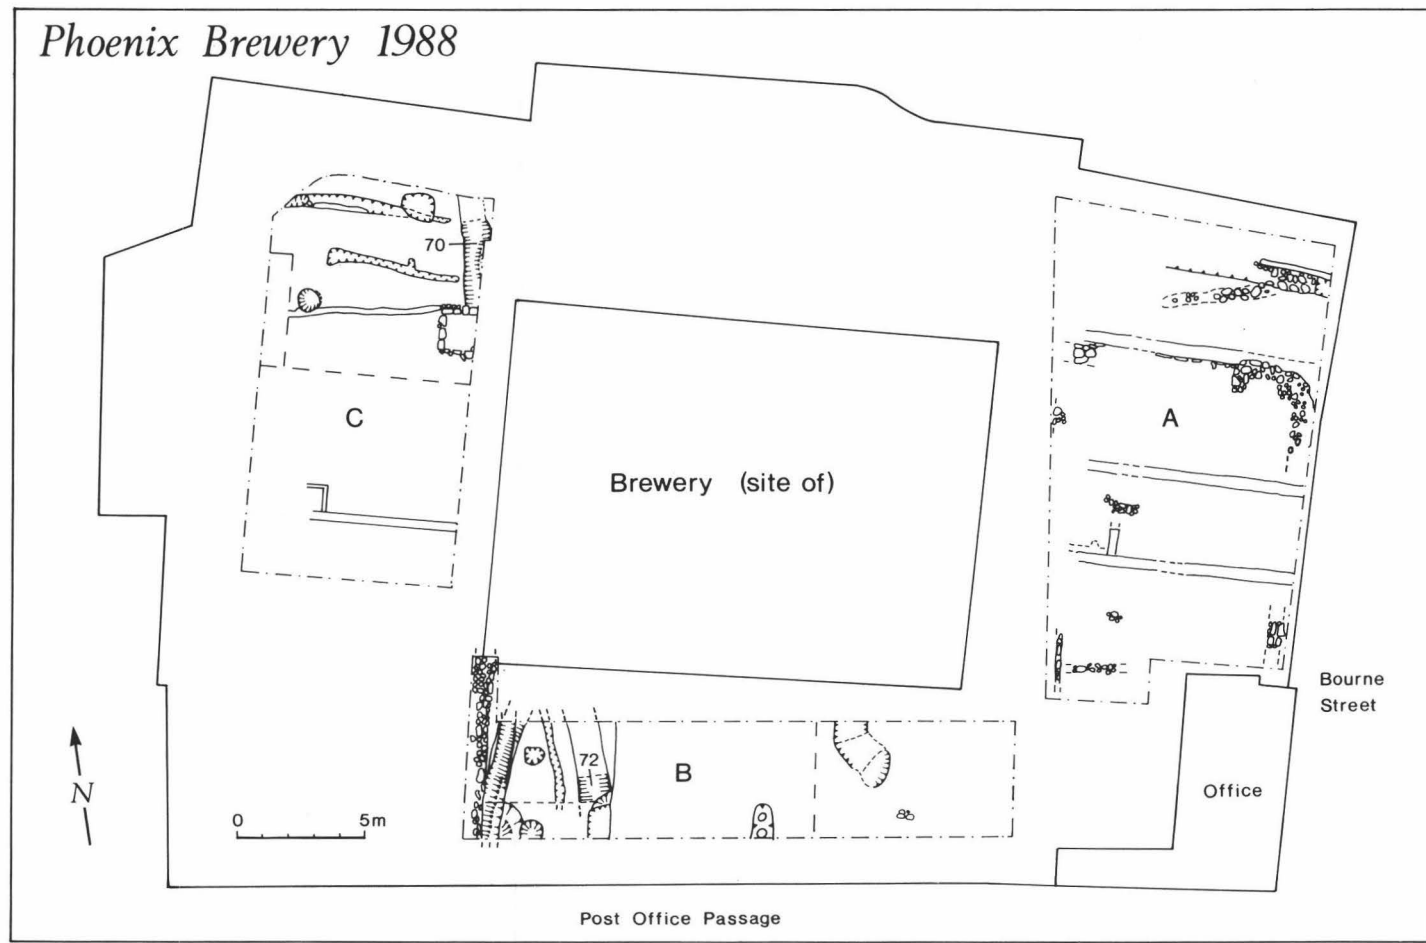 Phoenix Brewery 1988
70
C
A
Brewery (site of)
Bourne
Street
72
B
Office
N
0 5m
Post Office Passage